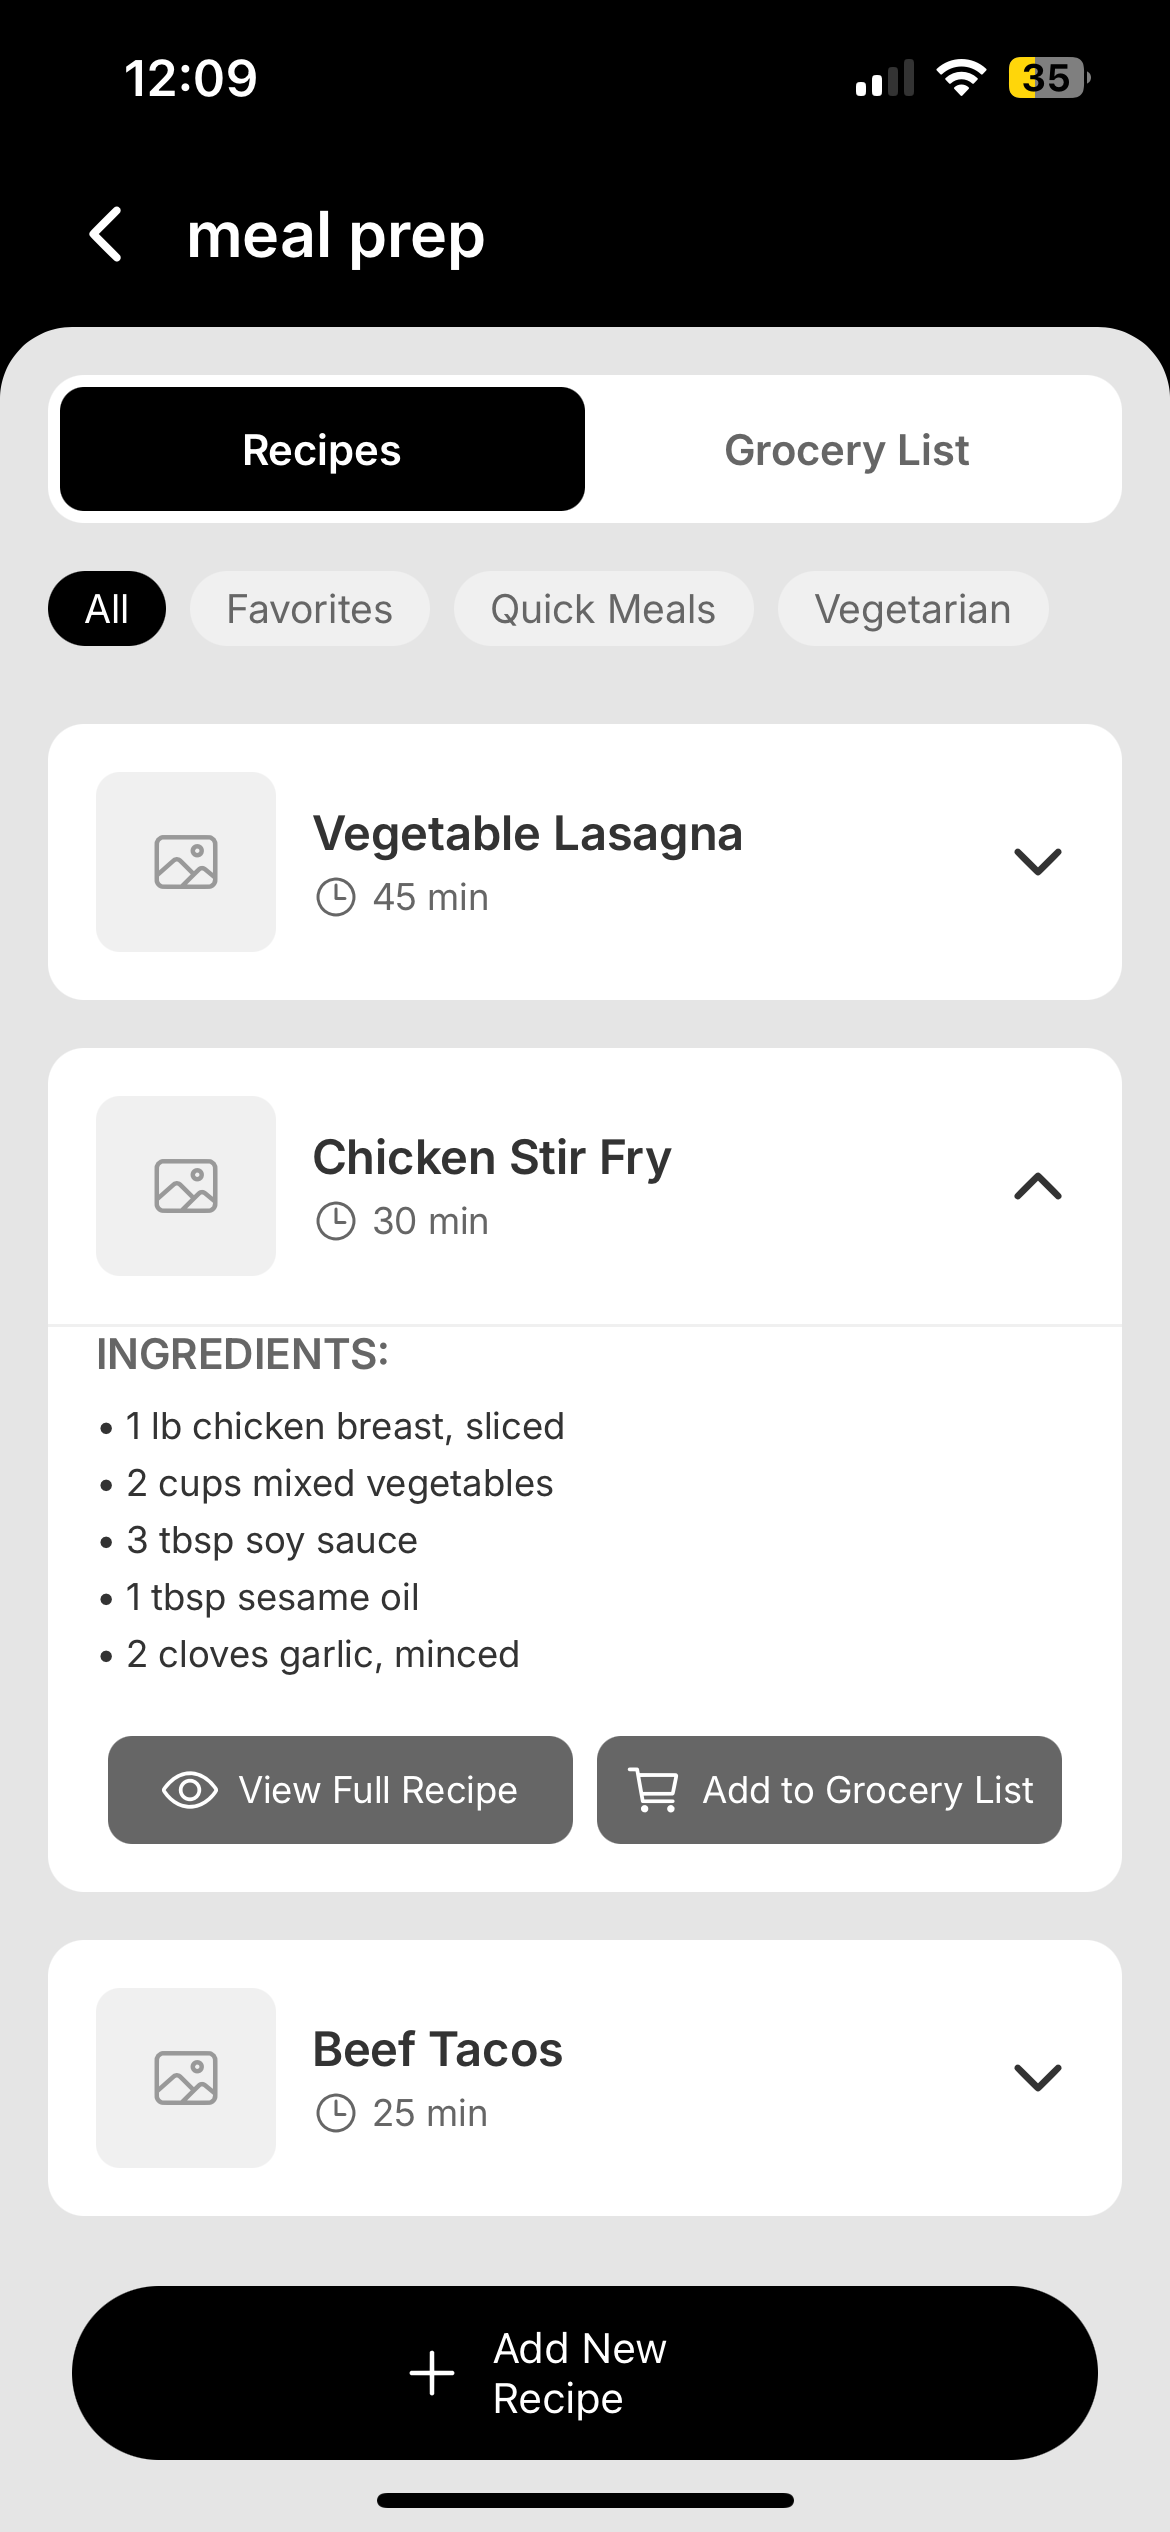 12:09
35
meal prep
Recipes
Grocery List
All
Favorites
Quick Meals
Vegetarian
Vegetable Lasagna
45 min
Chicken Stir Fry
30 min
INGREDIENTS:
• 1 lb chicken breast, sliced
• 2 cups mixed vegetables
• 3 tbsp soy sauce
• 1 tbsp sesame oil
• 2 cloves garlic, minced
View Full Recipe
Add to Grocery List
Beef Tacos
25 min
Add New
Recipe